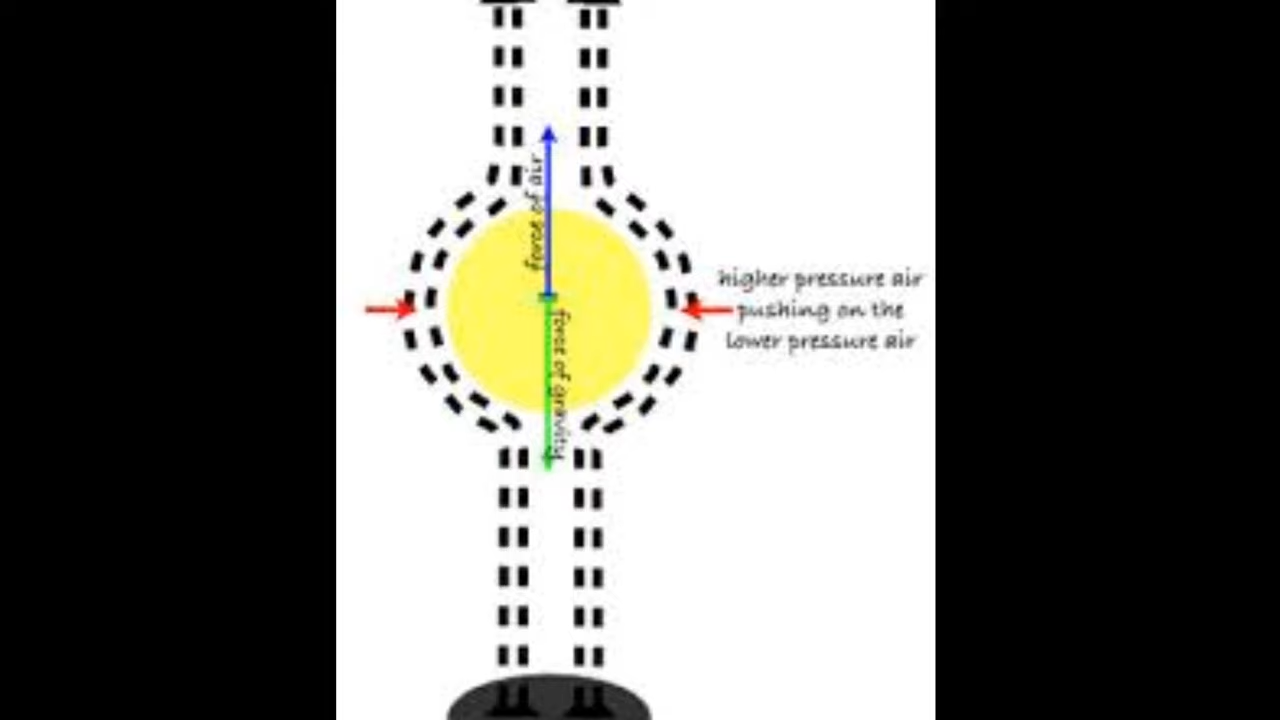 force of air
force of gravity
higher pressure air
pushing on the
lower pressure air